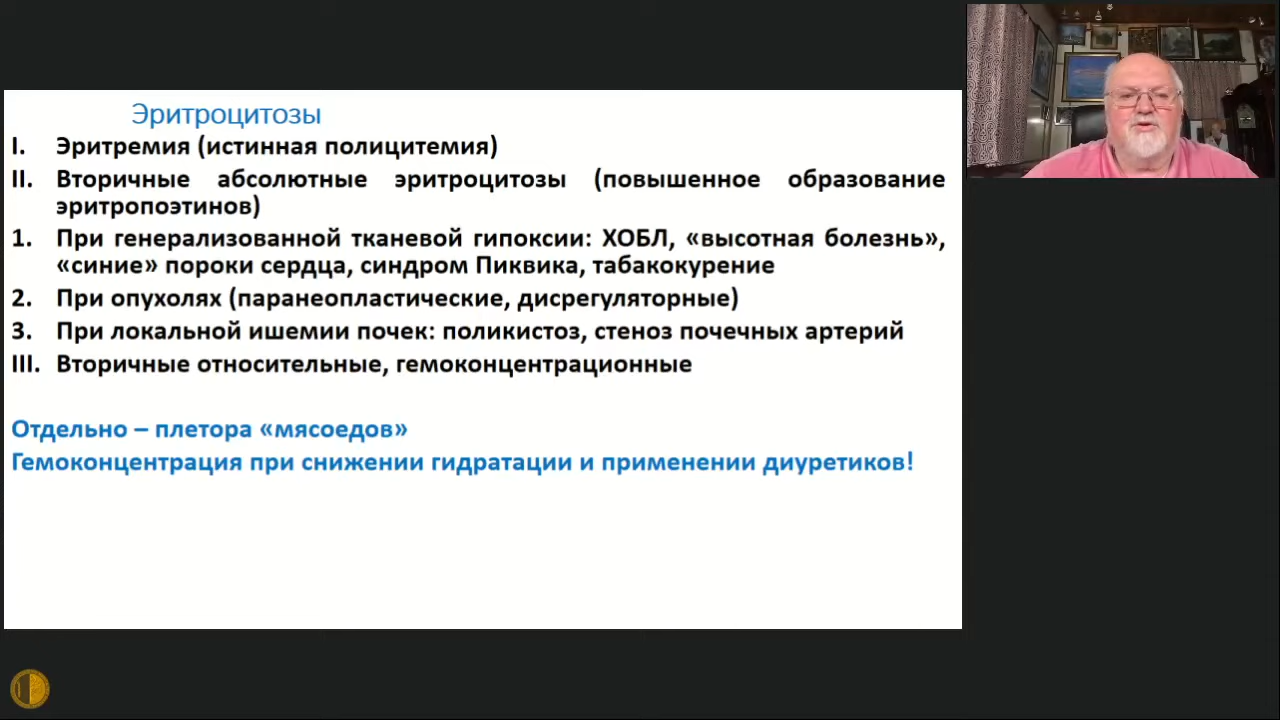 Эритроцитозы
I. Эритремия (истинная полицитемия)
II. Вторичные абсолютные эритроцитозы (повышенное образование
эритропоэтинов)
1. При генерализованной тканевой гипоксии: ХОБЛ, «высотная болезнь»,
«синие» пороки сердца, синдром Пиквика, табакокурение
2. При опухолях (паранеопластические, дисрегуляторные)
3. При локальной ишемии почек: поликистоз, стеноз почечных артерий
III. Вторичные относительные, гемоконцентрационные
Отдельно – плетора «мясоедов»
Гемоконцентрация при снижении гидратации и применении диуретиков!